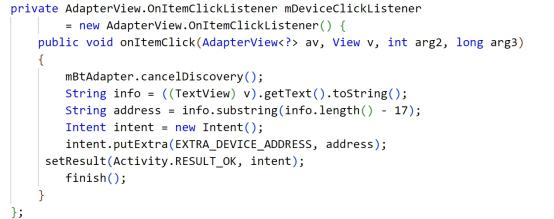 private AdapterView.OnItemClickListener mDeviceClickListener
        = new AdapterView.OnItemClickListener() {
    public void onItemClick(AdapterView<?> av, View v, int arg2, long arg3)
    {
        mBtAdapter.cancelDiscovery();
        String info = ((TextView) v).getText().toString();
        String address = info.substring(info.length() - 17);
        Intent intent = new Intent();
        intent.putExtra(EXTRA_DEVICE_ADDRESS, address);
     setResult(Activity.RESULT_OK, intent);
        finish();
    }
};